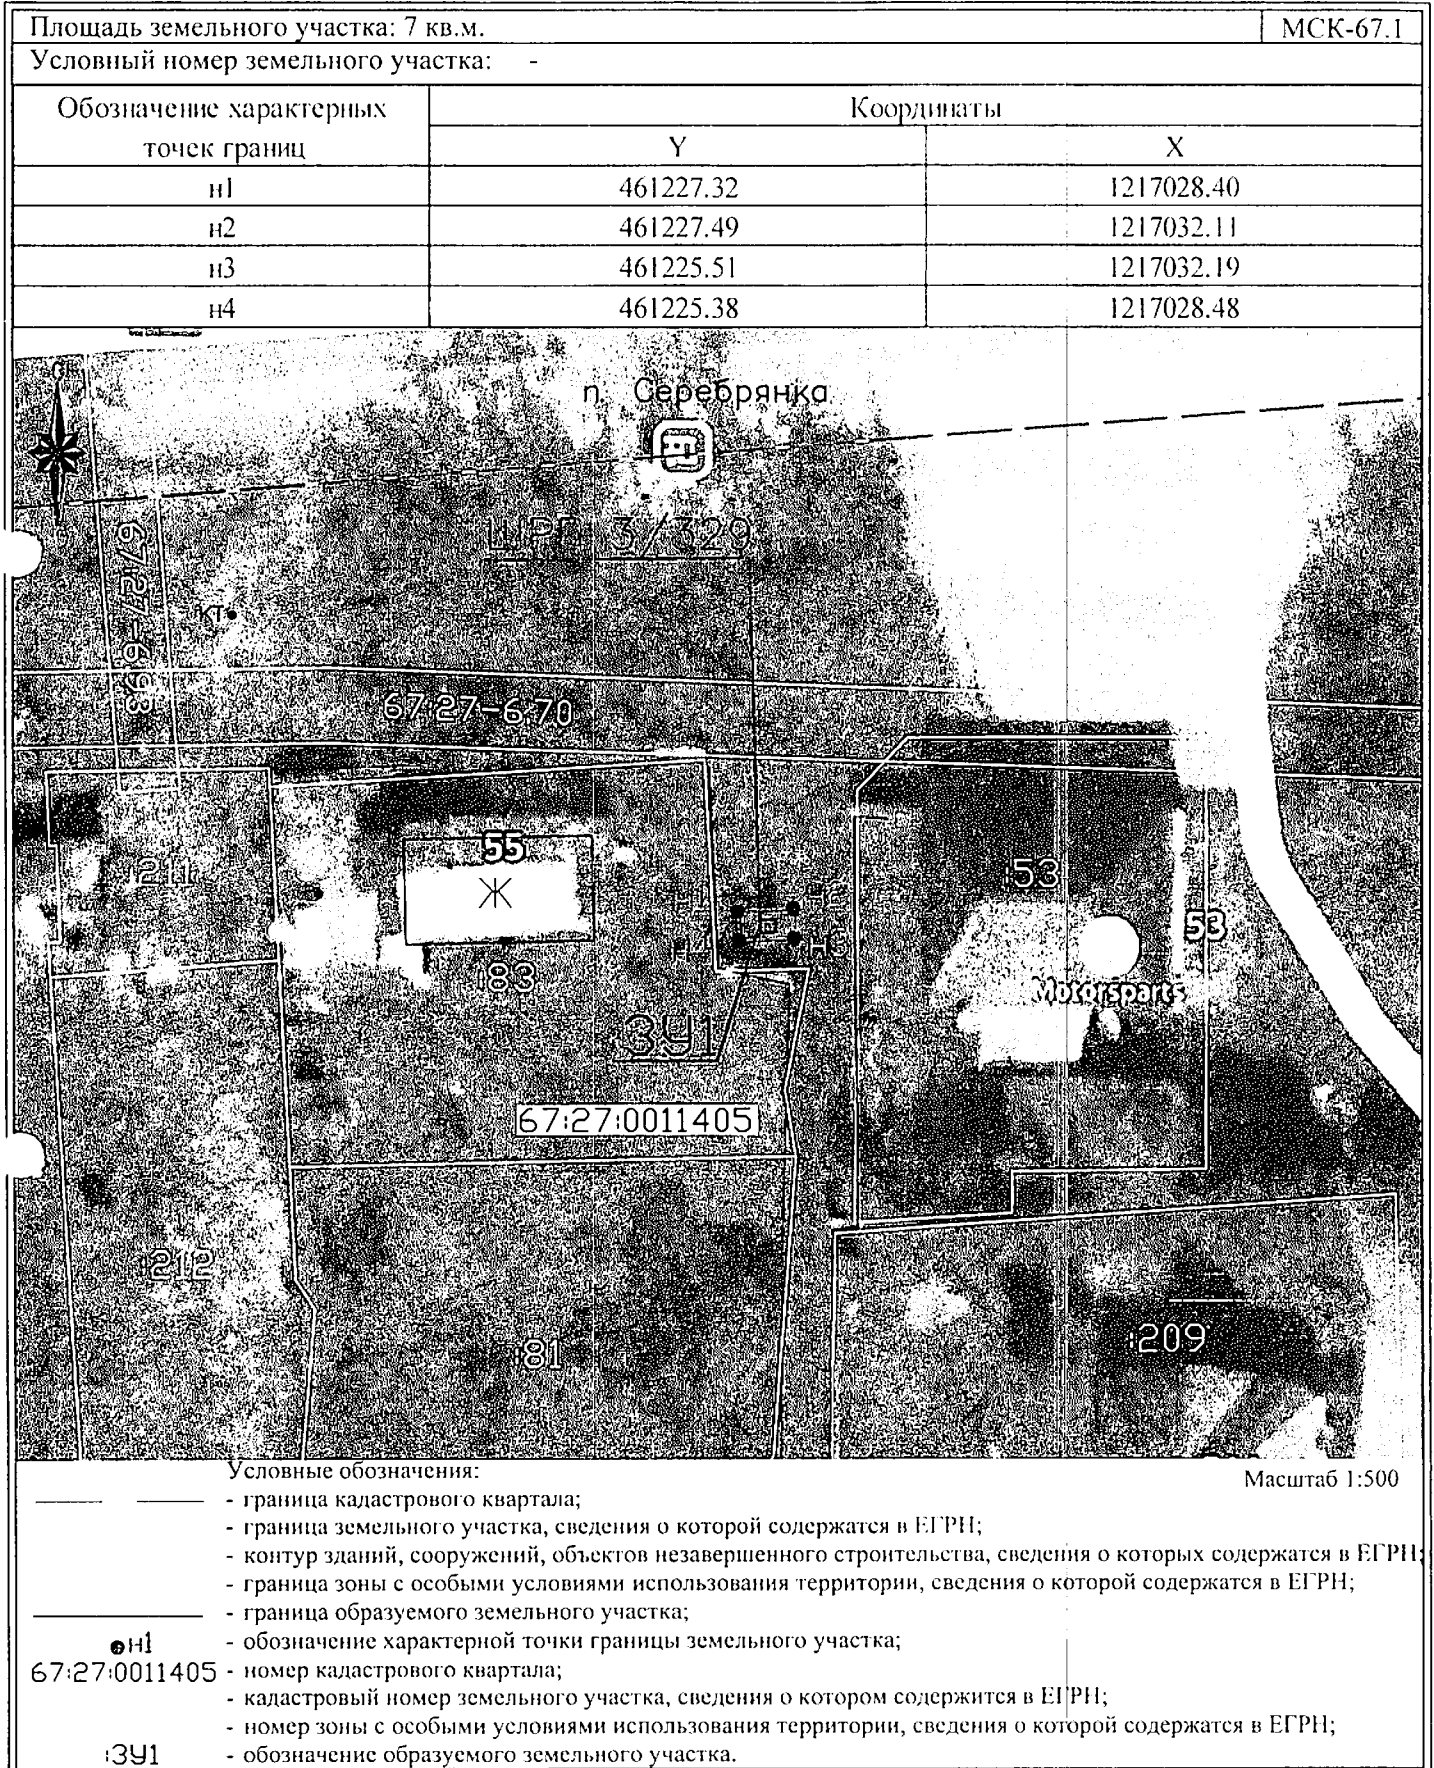 Площадь земельного участка: 7 кв.м. МСК-67.1
Условный номер земельного участка: -
Обозначение характерных точек границ Координаты
Y X
н1 461227.32 1217028.40
н2 461227.49 1217032.11
н3 461225.51 1217032.19
н4 461225.38 1217028.48
п. Серебрянка
ШРП 3/329
67:27-6.93
кт.
67:27-6.70
55
:211
Ж
:53
Б
н4
н3
53
:83
Motorsparts
:ЗУ1
67:27:0011405
:212
:81
:209
Условные обозначения:
Масштаб 1:500
- граница кадастрового квартала;
- граница земельного участка, сведения о которой содержатся в ЕГРН;
- контур зданий, сооружений, объектов незавершенного строительства, сведения о которых содержатся в ЕГРН;
- граница зоны с особыми условиями использования территории, сведения о которой содержатся в ЕГРН;
- граница образуемого земельного участка;
н1 - обозначение характерной точки границы земельного участка;
67:27:0011405 - номер кадастрового квартала;
- кадастровый номер земельного участка, сведения о котором содержится в ЕГРН;
- номер зоны с особыми условиями использования территории, сведения о которой содержатся в ЕГРН;
:ЗУ1 - обозначение образуемого земельного участка.